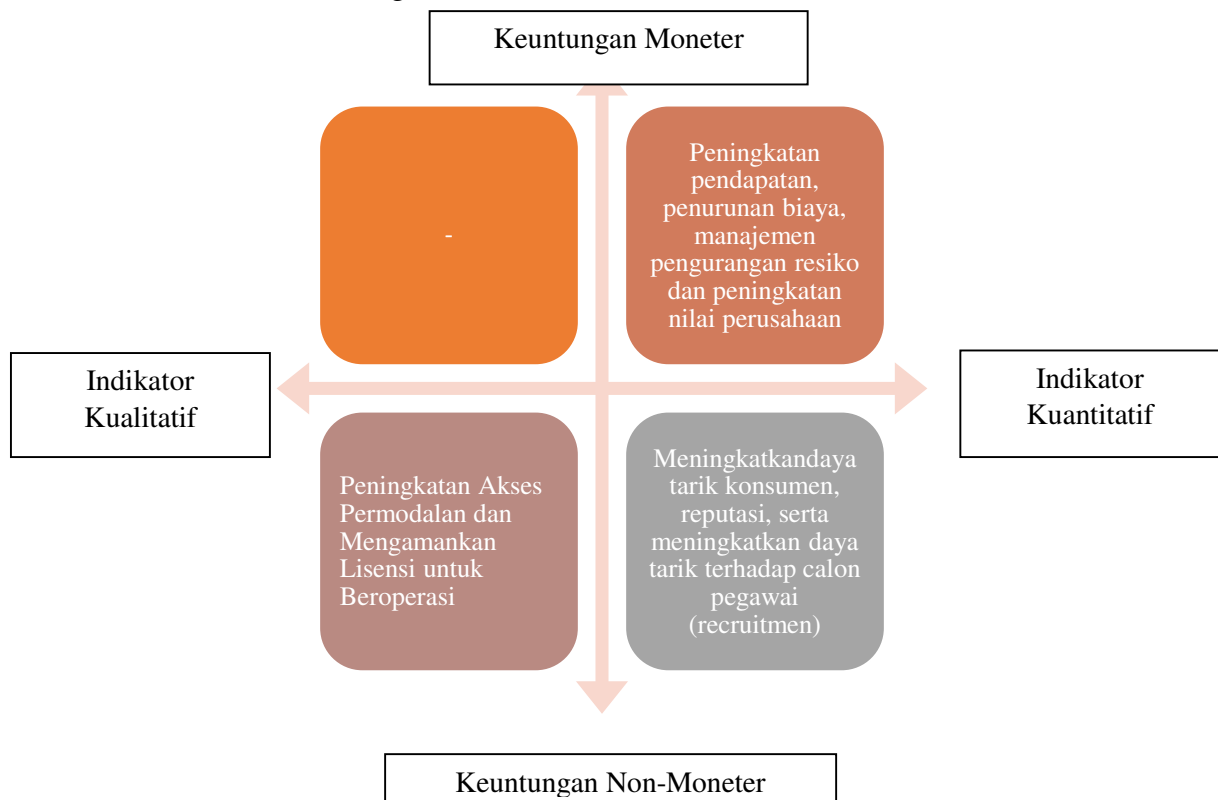 Keuntungan Moneter
-
Peningkatan
pendapatan,
penurunan biaya,
manajemen
pengurangan resiko
dan peningkatan
nilai perusahaan
Indikator
Kualitatif
Indikator
Kuantitatif
Peningkatan Akses
Permodalan dan
Mengamankan
Lisensi untuk
Beroperasi
Meningkatkandaya
tarik konsumen,
reputasi, serta
meningkatkan daya
tarik terhadap calon
pegawai
(recruitmen)
Keuntungan Non-Moneter